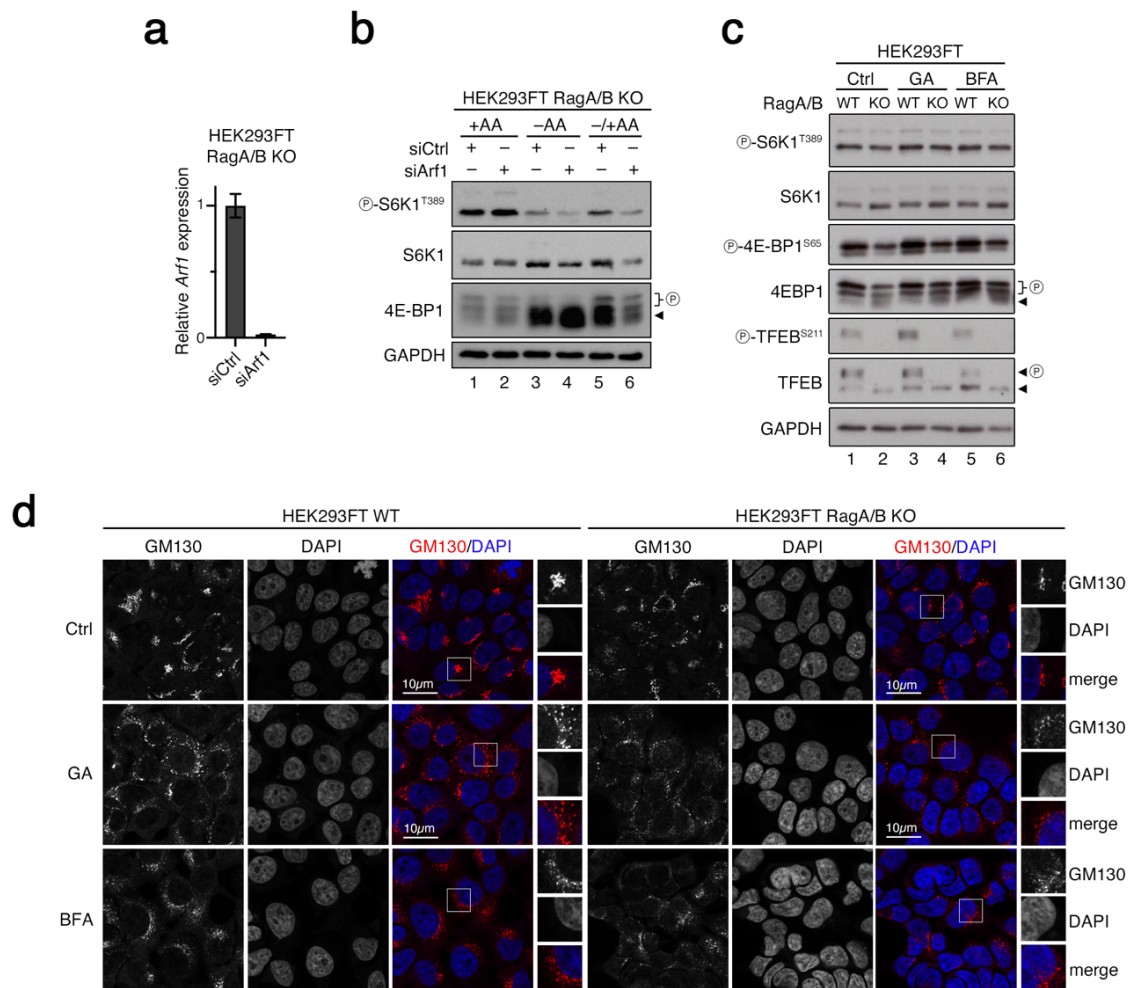 a
HEK293FT
RagA/B KO
Relative Arf1 expression
1
0
siCtrl
siArf1
b
HEK293FT RagA/B KO
+AA –AA –/+AA
siCtrl + – + – + –
siArf1 – + – + – +
Ⓟ-S6K1T389
S6K1
4E-BP1 Ⓟ
GAPDH
1 2 3 4 5 6
c
HEK293FT
Ctrl GA BFA
RagA/B WT KO WT KO WT KO
Ⓟ-S6K1T389
S6K1
Ⓟ-4E-BP1S65
4EBP1 Ⓟ
Ⓟ-TFEBS211
TFEB Ⓟ
GAPDH
1 2 3 4 5 6
d
HEK293FT WT HEK293FT RagA/B KO
GM130 DAPI GM130/DAPI GM130 DAPI GM130/DAPI
Ctrl
10μm 10μm
GM130
DAPI
merge
GA
10μm 10μm
GM130
DAPI
merge
BFA
GM130
DAPI
merge